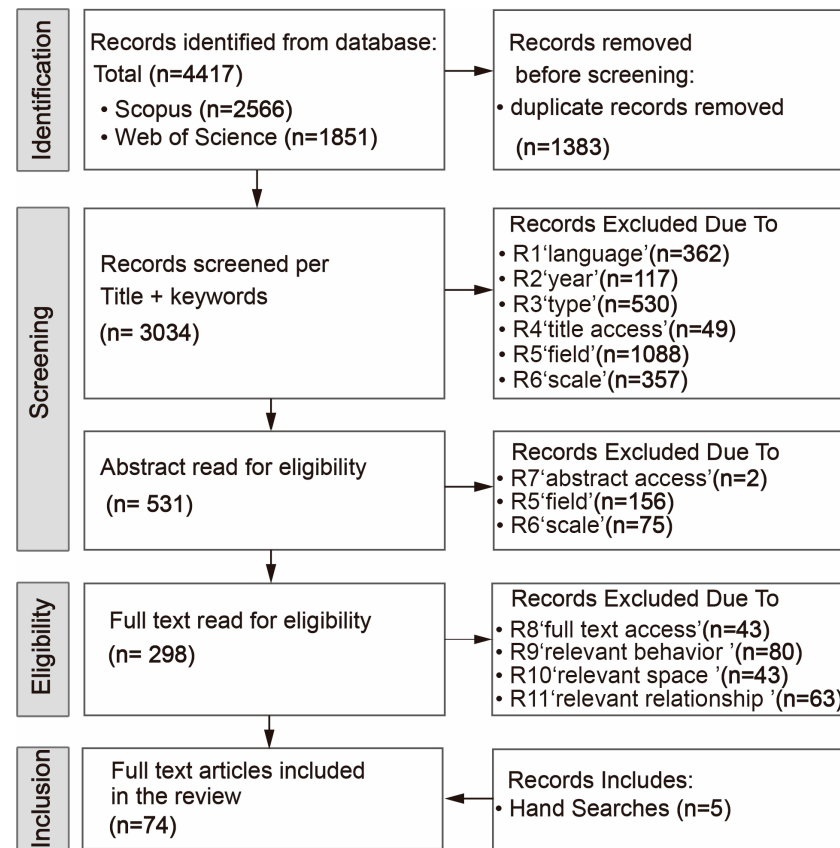 Identification
Records identified from database:
Total (n=4417)
• Scopus (n=2566)
• Web of Science (n=1851)
Records removed
before screening:
• duplicate records removed
(n=1383)
Screening
Records screened per
Title + keywords
(n= 3034)
Records Excluded Due To
• R1‘language’(n=362)
• R2‘year’(n=117)
• R3‘type’(n=530)
• R4‘title access’(n=49)
• R5‘field’(n=1088)
• R6‘scale’(n=357)
Abstract read for eligibility
(n= 531)
Records Excluded Due To
• R7‘abstract access’(n=2)
• R5‘field’(n=156)
• R6‘scale’(n=75)
Eligibility
Full text read for eligibility
(n= 298)
Records Excluded Due To
• R8‘full text access’(n=43)
• R9‘relevant behavior ’(n=80)
• R10‘relevant space ’(n=43)
• R11‘relevant relationship ’(n=63)
Inclusion
Full text articles included
in the review
(n=74)
Records Includes:
• Hand Searches (n=5)